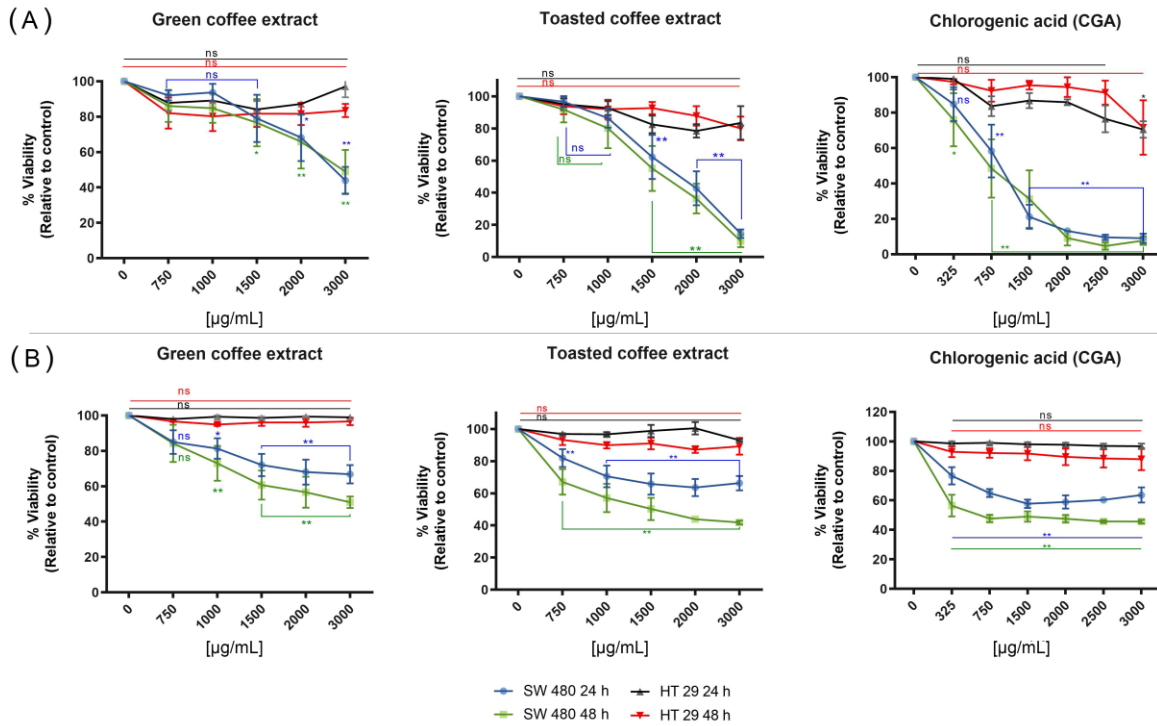 (A)
Green coffee extract
Toasted coffee extract
Chlorogenic acid (CGA)
% Viability
(Relative to control)
100
80
60
40
20
0
ns
ns
ns
*
**
*
**
**
**
0
750
1000
1500
2000
3000
[µg/mL]
% Viability
(Relative to control)
100
80
60
40
20
0
ns
ns
ns
ns
**
**
**
0
750
1000
1500
2000
3000
[µg/mL]
% Viability
(Relative to control)
100
80
60
40
20
0
ns
ns
ns
*
**
**
**
*
0
325
750
1500
2000
2500
3000
[µg/mL]
(B)
Green coffee extract
Toasted coffee extract
Chlorogenic acid (CGA)
% Viability
(Relative to control)
100
80
60
40
20
0
ns
ns
ns
ns
*
**
**
**
0
750
1000
1500
2000
3000
[µg/mL]
% Viability
(Relative to control)
100
80
60
40
20
0
ns
ns
**
**
**
0
750
1000
1500
2000
3000
[µg/mL]
% Viability
(Relative to control)
120
100
80
60
40
20
0
ns
ns
**
**
0
325
750
1500
2000
2500
3000
[µg/mL]
SW 480 24 h
HT 29 24 h
SW 480 48 h
HT 29 48 h